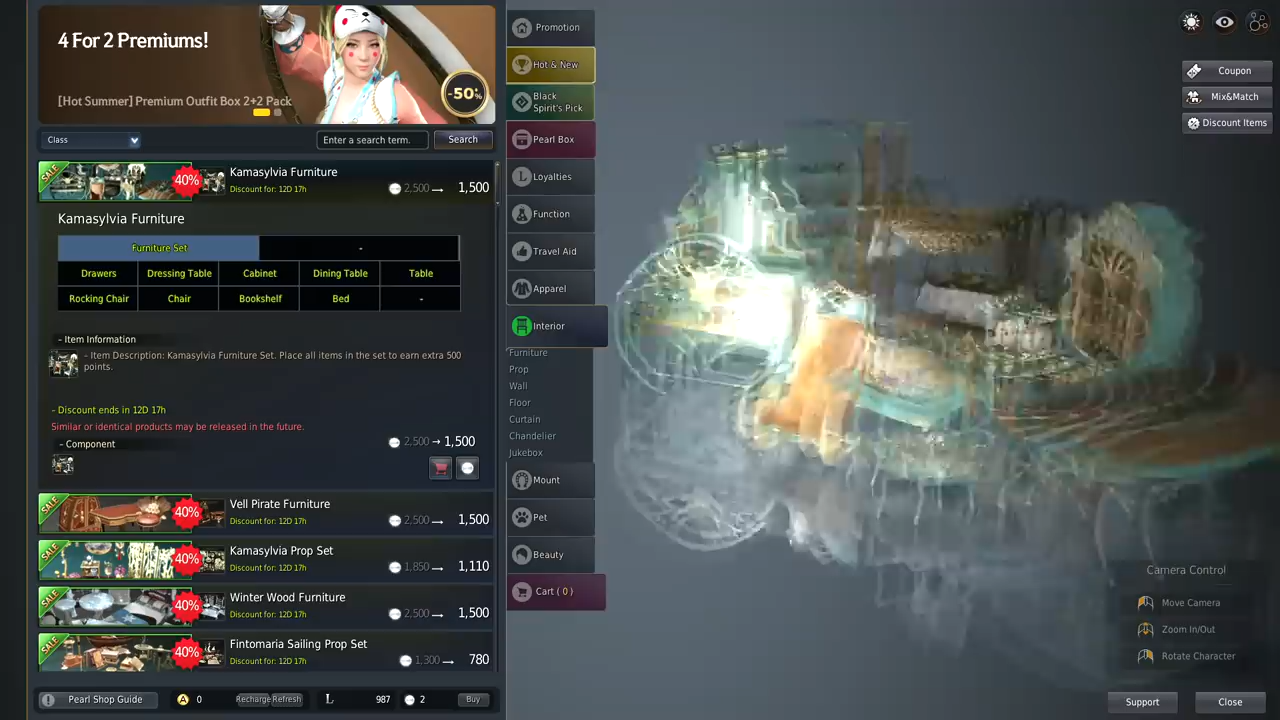 4 For 2 Premiums!
[Hot Summer] Premium Outfit Box 2+2 Pack
-50%
Class
Enter a search term.
Search
SALE
40%
Kamasylvia Furniture
Discount for: 12D 17h
2,500 → 1,500
Kamasylvia Furniture
Furniture Set
-
Drawers
Dressing Table
Cabinet
Dining Table
Table
Rocking Chair
Chair
Bookshelf
Bed
-
- Item Information
- Item Description: Kamasylvia Furniture Set. Place all items in the set to earn extra 500
points.
- Discount ends in 12D 17h
Similar or identical products may be released in the future.
- Component
2,500 → 1,500
SALE
40%
Vell Pirate Furniture
Discount for: 12D 17h
2,500 → 1,500
SALE
40%
Kamasylvia Prop Set
Discount for: 12D 17h
1,850 → 1,110
SALE
40%
Winter Wood Furniture
Discount for: 12D 17h
2,500 → 1,500
SALE
40%
Fintomaria Sailing Prop Set
Discount for: 12D 17h
1,300 → 780
Pearl Shop Guide
A 0
Recharge
Refresh
L 987
2
Buy
Promotion
Hot & New
Black
Spirit's Pick
Pearl Box
L Loyalties
Function
Travel Aid
Apparel
Interior
Furniture
Prop
Wall
Floor
Curtain
Chandelier
Jukebox
Mount
Pet
Beauty
Cart ( 0 )
Coupon
Mix&Match
Discount Items
Camera Control
Move Camera
Zoom In/Out
Rotate Character
Support
Close